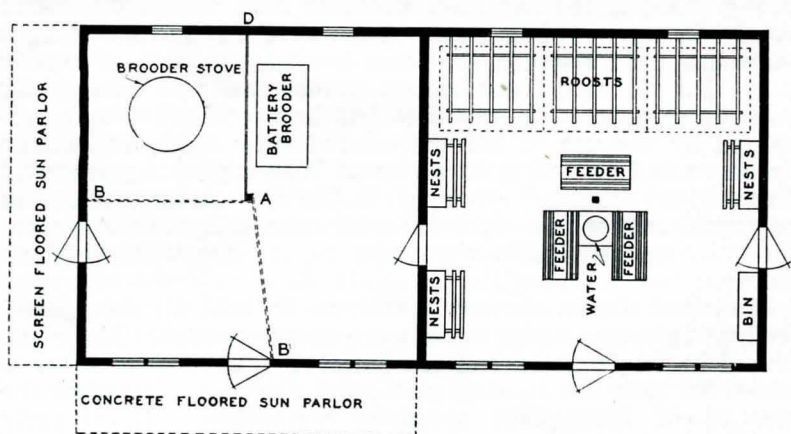 D
BROODER STOVE
BATTERY
BROODER
ROOSTS
SCREEN FLOORED SUN PARLOR
B
A
NESTS
FEEDER
NESTS
FEEDER
FEEDER
WATER
NESTS
BIN
B'
CONCRETE FLOORED SUN PARLOR